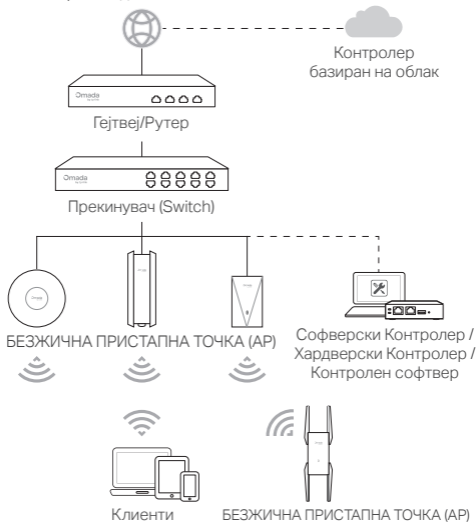 Контролер
базиран на облак
Omada
Гејтвеј/Рутер
Omada
Прекинувач (Switch)
БЕЗЖИЧНА ПРИСТАПНА ТОЧКА (AP)
Софверски Контролер /
Хардверски Контролер /
Контролен софтвер
Клиенти
БЕЗЖИЧНА ПРИСТАПНА ТОЧКА (AP)